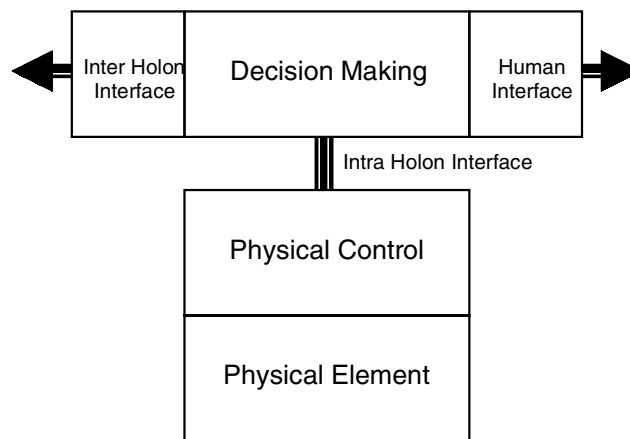 Inter Holon
Interface
Decision Making
Human
Interface
Intra Holon Interface
Physical Control
Physical Element